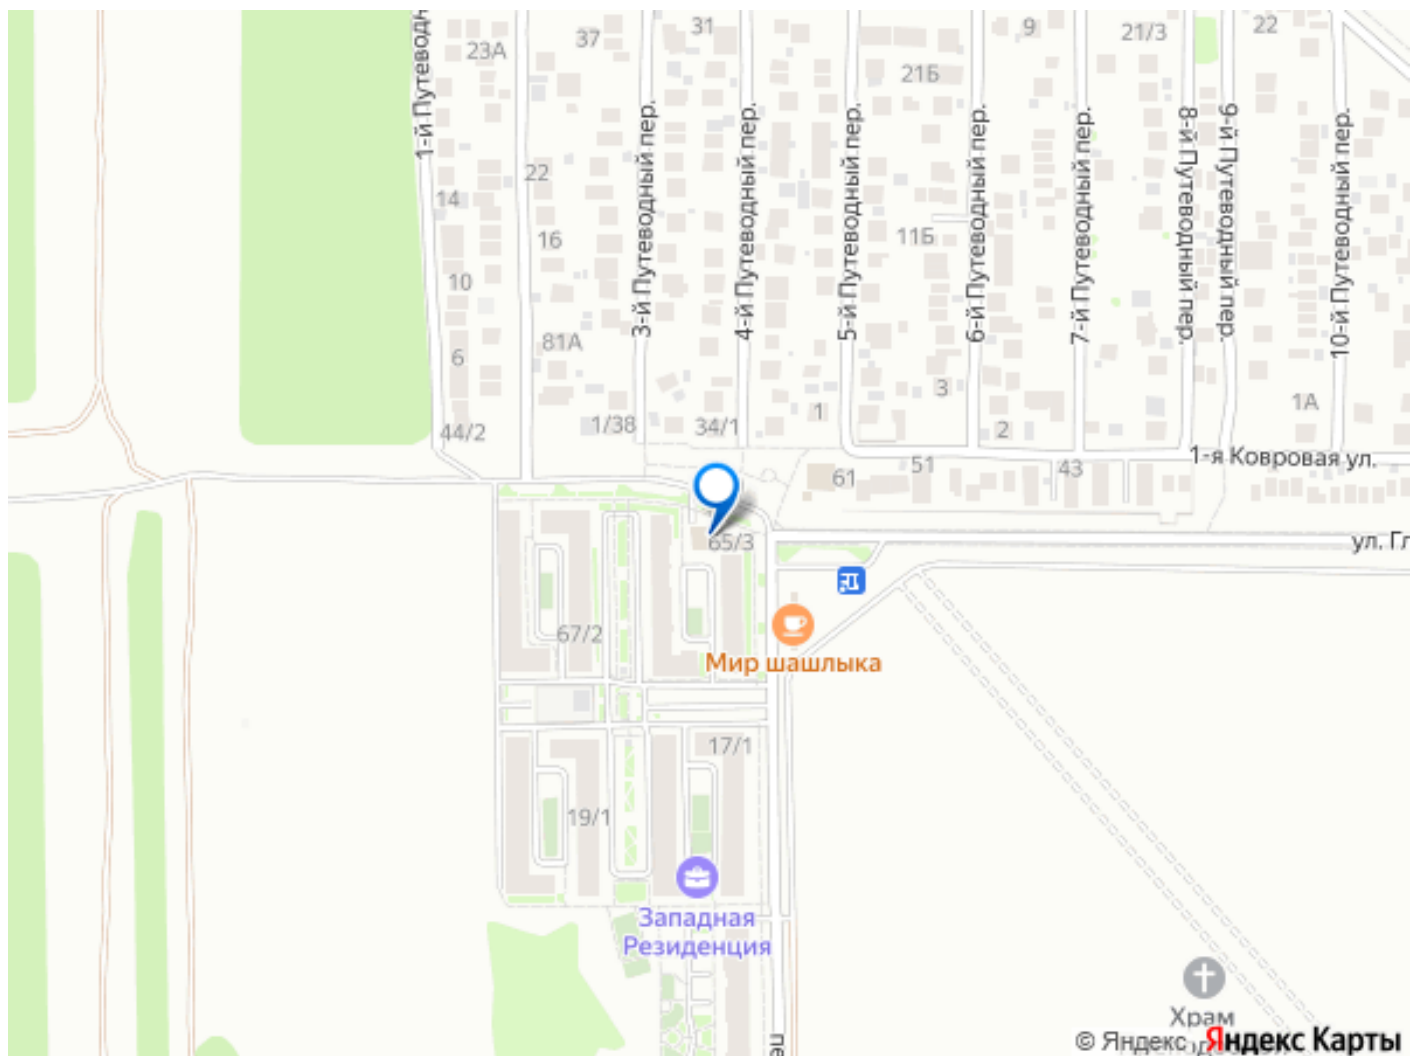 1-й Путеводн
23А
37
31
21Б
9
21/3
22
3-й Путеводный пер.
4-й Путеводный пер.
5-й Путеводный пер.
6-й Путеводный пер.
7-й Путеводный пер.
8-й Путеводный пер.
9-й Путеводный пер.
10-й Путеводный пер.
22
14
16
11Б
10
81А
6
3
1А
44/2
1/38
34/1
1
2
1-я Ковровая ул.
61
51
43
65/3
ул. Гл
67/2
Мир шашлыка
17/1
19/1
Западная
Резиденция
Храм
пе
© Яндекс Яндекс Карты